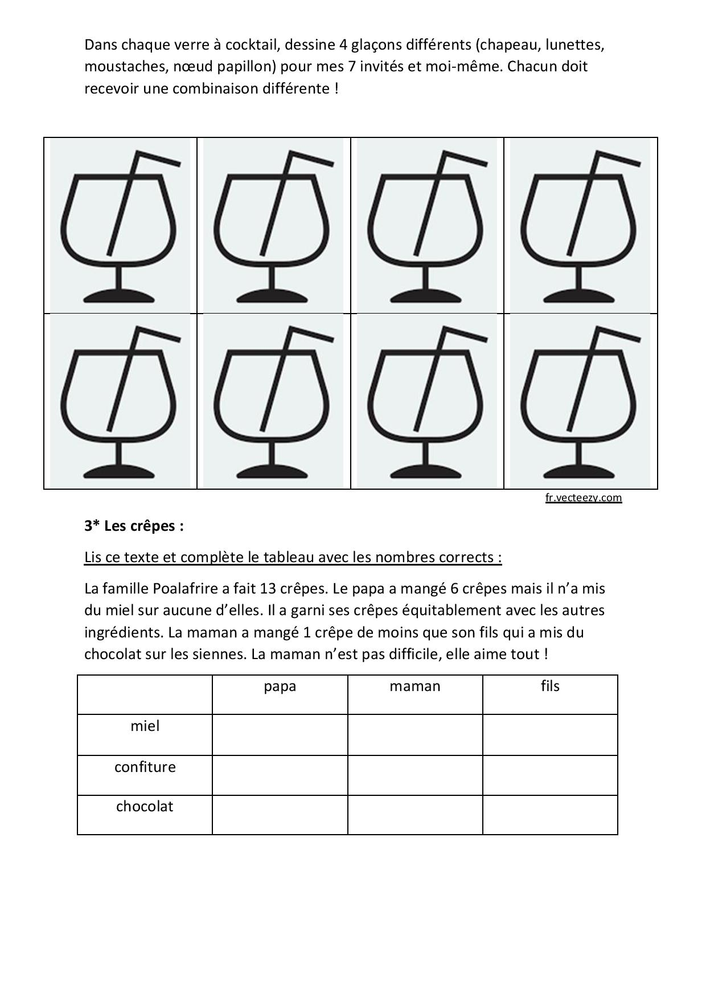 Dans chaque verre à cocktail, dessine 4 glaçons différents (chapeau, lunettes,
moustaches, nœud papillon) pour mes 7 invités et moi-même. Chacun doit
recevoir une combinaison différente !
fr.vecteezy.com
3* Les crêpes :
Lis ce texte et complète le tableau avec les nombres corrects :
La famille Poalafrire a fait 13 crêpes. Le papa a mangé 6 crêpes mais il n’a mis
du miel sur aucune d’elles. Il a garni ses crêpes équitablement avec les autres
ingrédients. La maman a mangé 1 crêpe de moins que son fils qui a mis du
chocolat sur les siennes. La maman n’est pas difficile, elle aime tout !
papa maman fils
miel
confiture
chocolat